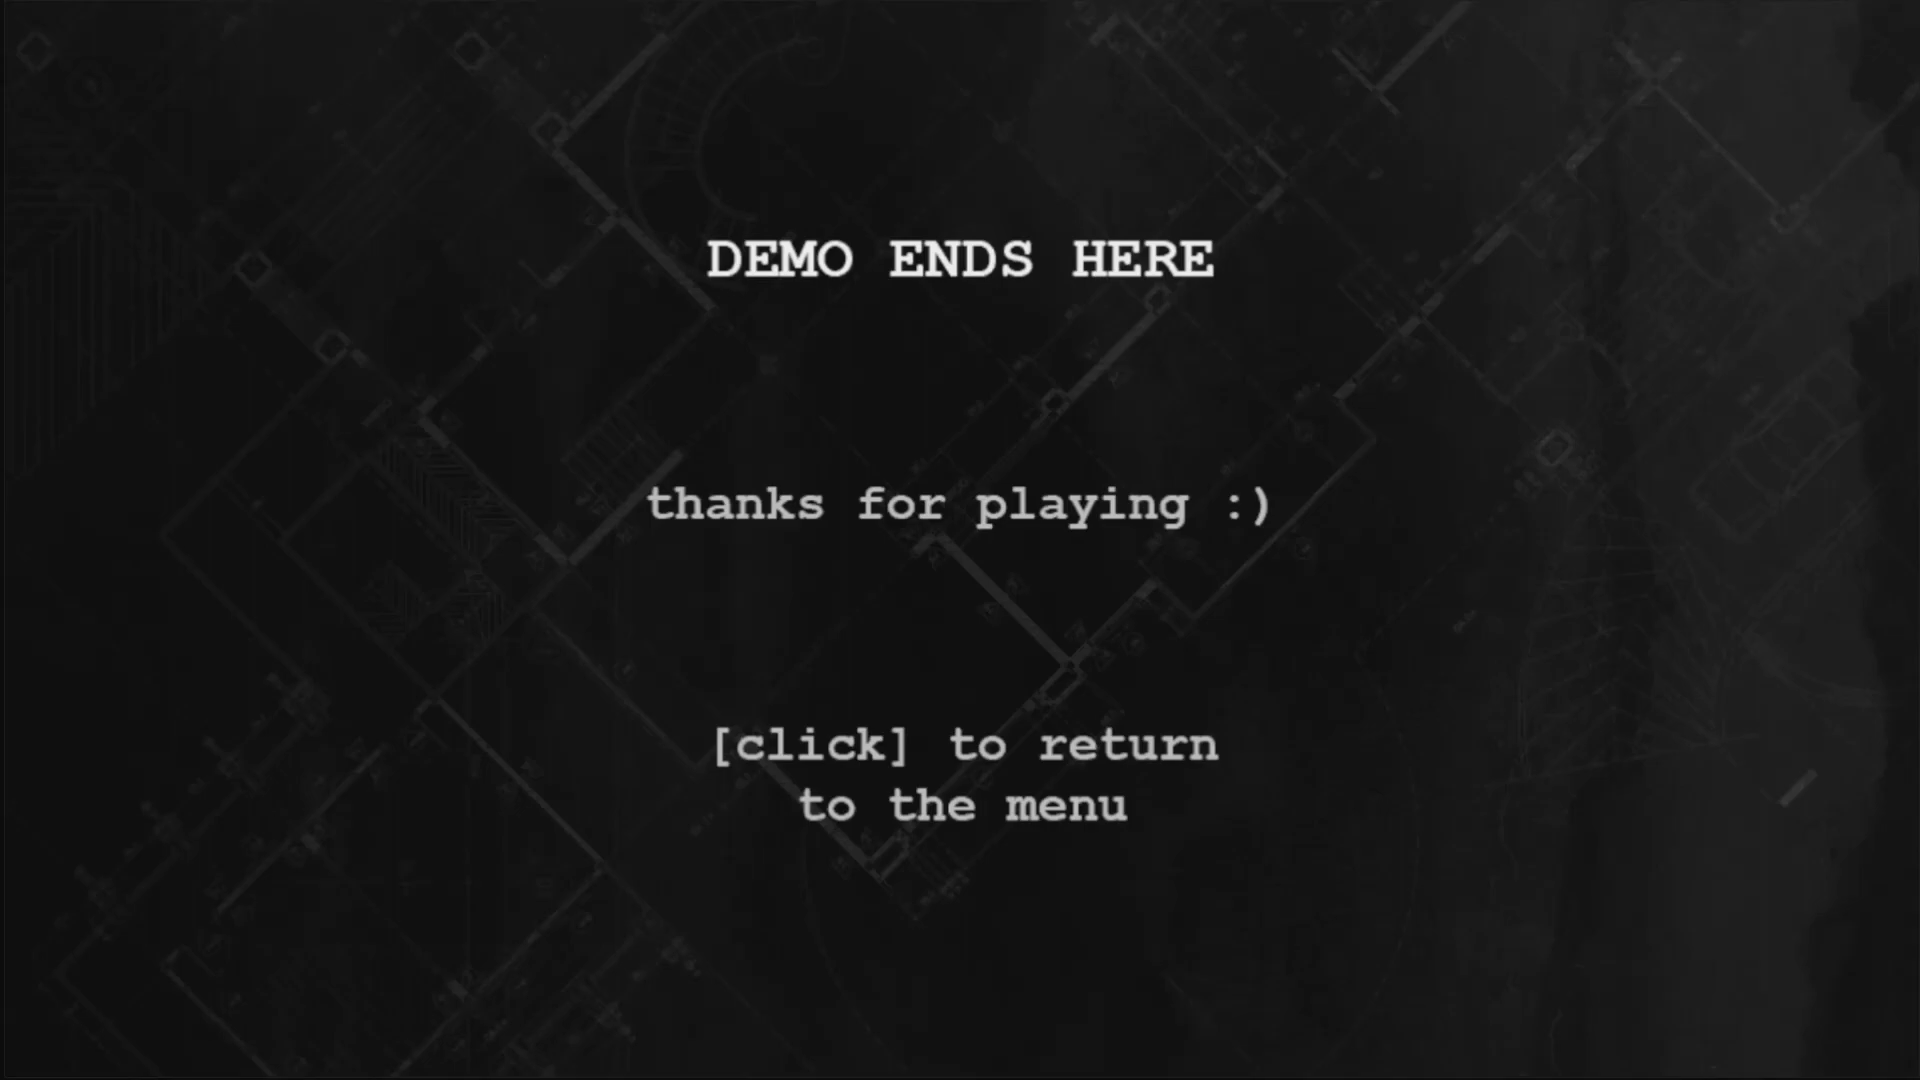 DEMO ENDS HERE
thanks for playing :)
[click] to return
to the menu